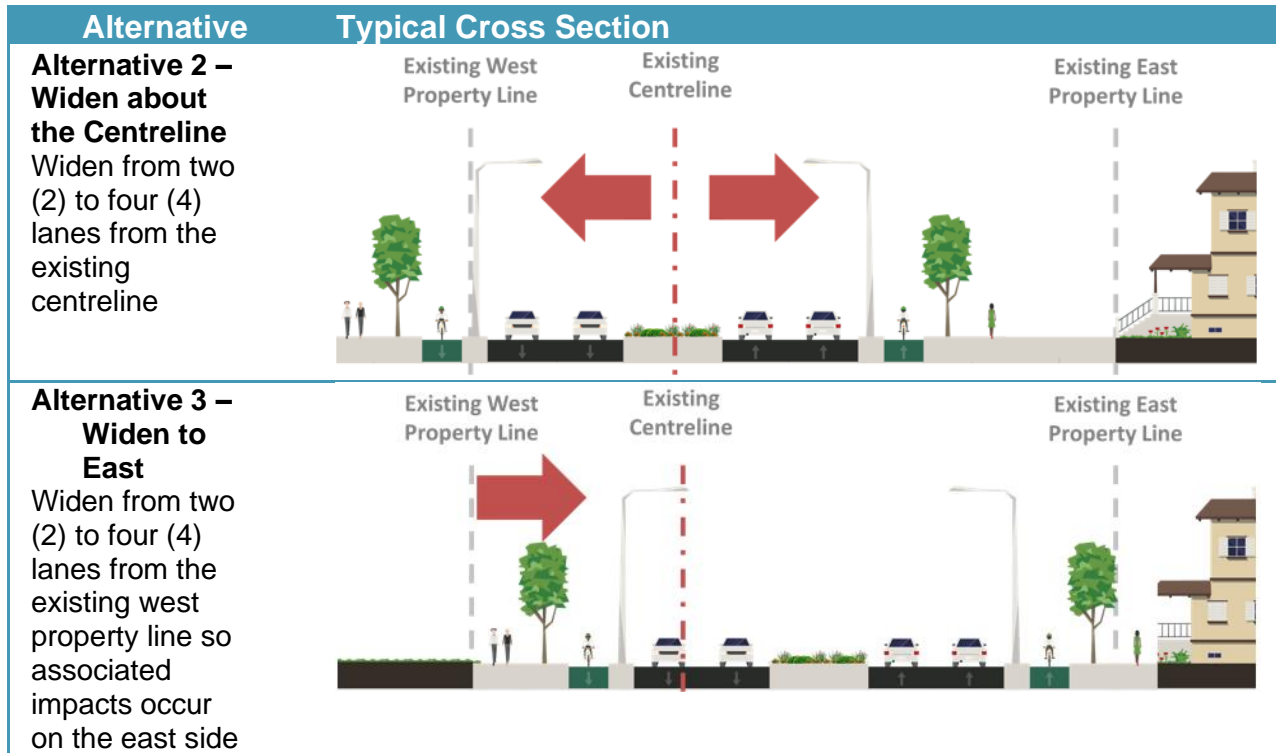 Alternative Typical Cross Section
Alternative 2 –
Widen about
the Centreline
Widen from two
(2) to four (4)
lanes from the
existing
centreline
Existing West
Property Line
Existing
Centreline
Existing East
Property Line
Alternative 3 –
Widen to
East
Widen from two
(2) to four (4)
lanes from the
existing west
property line so
associated
impacts occur
on the east side
Existing West
Property Line
Existing
Centreline
Existing East
Property Line